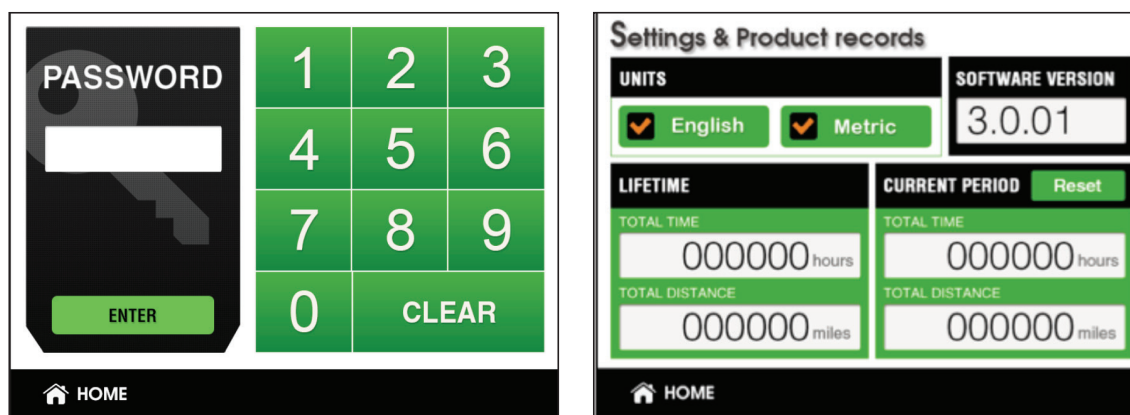 PASSWORD
ENTER
1 2 3
4 5 6
7 8 9
0 CLEAR
HOME
Settings & Product records
UNITS
English Metric
SOFTWARE VERSION
3.0.01
LIFETIME
TOTAL TIME
000000 hours
TOTAL DISTANCE
000000 miles
CURRENT PERIOD Reset
TOTAL TIME
000000 hours
TOTAL DISTANCE
000000 miles
HOME